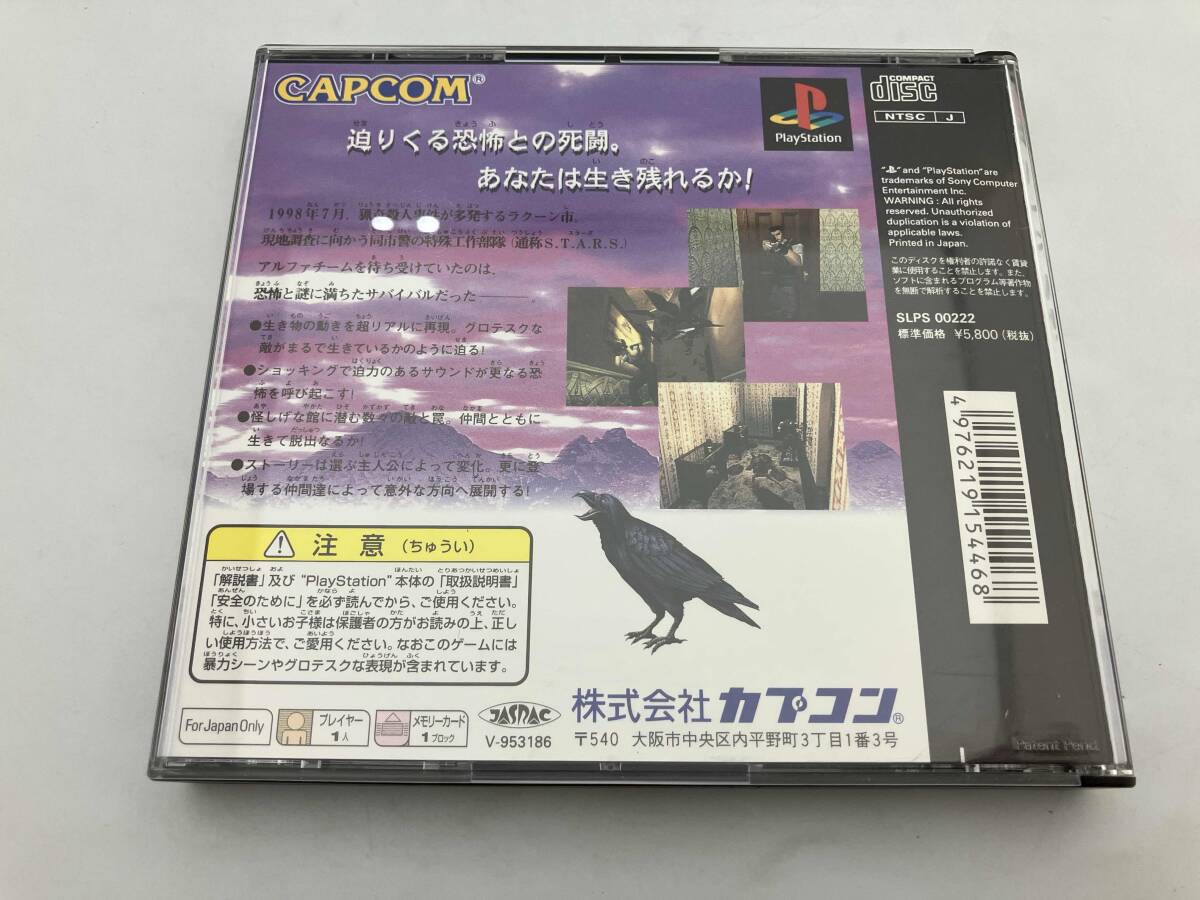 CAPCOM®
迫りくる恐怖との死闘。
あなたは生き残れるか!
1998年7月、猟奇殺人事件が多発するラクーン市。
現地調査に向かう同市警の特殊工作部隊(通称S.T.A.R.S.)
アルファチームを待ち受けていたのは、
恐怖と謎に満ちたサバイバルだった———。
●生き物の動きを超リアルに再現。グロテスクな
敵がまるで生きているかのように迫る!
●ショッキングで迫力のあるサウンドが更なる恐
怖を呼び起こす!
●怪しげな館に潜む数々の敵と罠。仲間とともに
生きて脱出なるか!
●ストーリーは選ぶ主人公によって変化。更に登
場する仲間達によって意外な方向へ展開する!
PlayStation
COMPACT
disc
NTSC J
"PS" and "PlayStation" are
trademarks of Sony Computer
Entertainment Inc.
WARNING : All rights
reserved. Unauthorized
duplication is a violation of
applicable laws.
Printed in Japan.
このディスクを権利者の許諾なく賃貸
業に使用することを禁止します。また、
ソフトに含まれるプログラム等著作物
を無断で解析することを禁止します。
SLPS 00222
標準価格 ¥5,800(税抜)
4 976219 154468
注意(ちゅうい)
「解説書」及び"PlayStation"本体の「取扱説明書」
「安全のために」を必ず読んでから、ご使用ください。
特に、小さいお子様は保護者の方がお読みの上、正し
い使用方法で、ご愛用ください。なおこのゲームには
暴力シーンやグロテスクな表現が含まれています。
For Japan Only
プレイヤー
1人
メモリーカード
1ブロック
JASRAC
V-953186
株式会社カプコン®
〒540 大阪市中央区内平野町3丁目1番3号
Patent Pend.